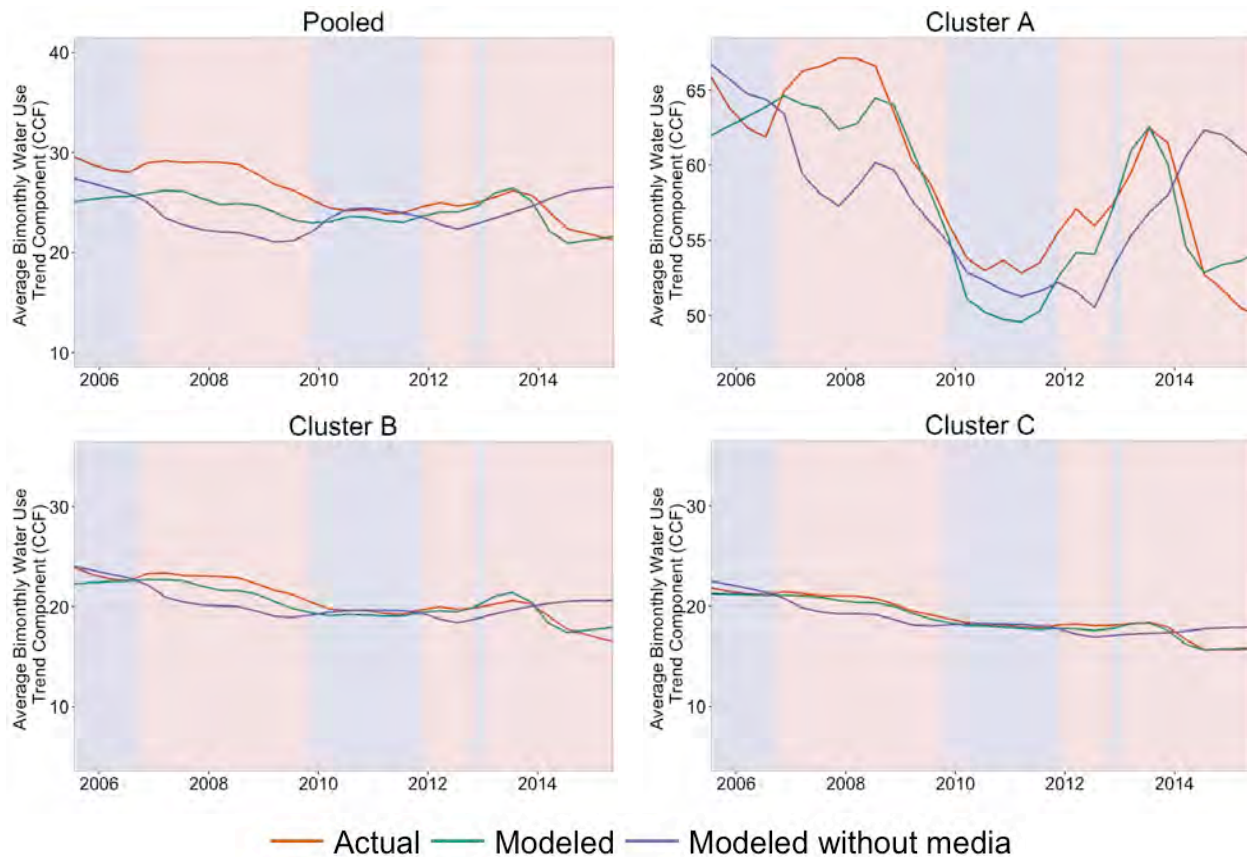 Pooled
Average Bimonthly Water Use
Trend Component (CCF)
40
30
20
10
2006 2008 2010 2012 2014
Cluster A
Average Bimonthly Water Use
Trend Component (CCF)
65
60
55
50
2006 2008 2010 2012 2014
Cluster B
Average Bimonthly Water Use
Trend Component (CCF)
30
20
10
2006 2008 2010 2012 2014
Cluster C
Average Bimonthly Water Use
Trend Component (CCF)
30
20
10
2006 2008 2010 2012 2014
Actual Modeled Modeled without media